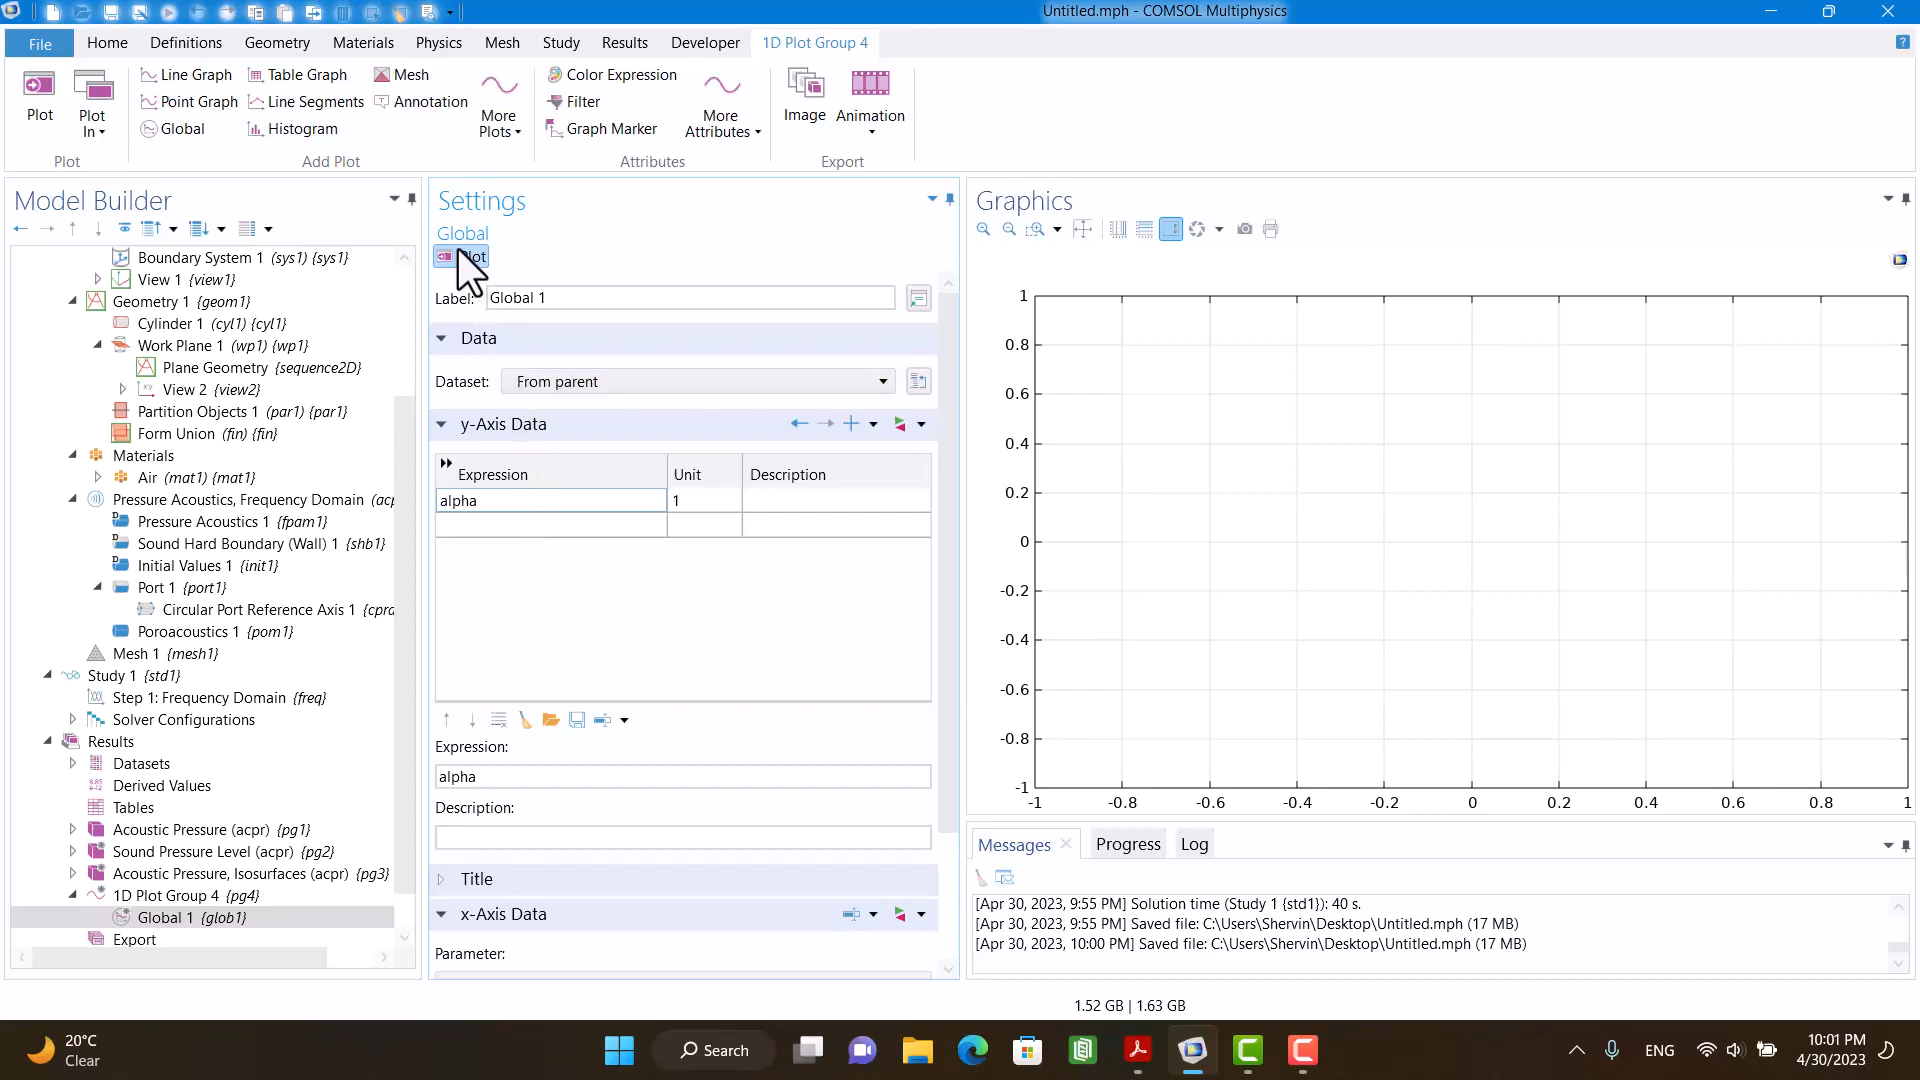 Untitled.mph - COMSOL Multiphysics
File Home Definitions Geometry Materials Physics Mesh Study Results Developer 1D Plot Group 4
Plot
Plot In
Line Graph
Point Graph
Global
Table Graph
Line Segments
Histogram
Mesh
Annotation
More Plots
Color Expression
Filter
Graph Marker
More Attributes
Image
Animation
Plot
Add Plot
Attributes
Export
Model Builder
Boundary System 1 (sys1) {sys1}
View 1 {view1}
Geometry 1 {geom1}
Cylinder 1 (cyl1) {cyl1}
Work Plane 1 (wp1) {wp1}
Plane Geometry {sequence2D}
View 2 {view2}
Partition Objects 1 (par1) {par1}
Form Union (fin) {fin}
Materials
Air (mat1) {mat1}
Pressure Acoustics, Frequency Domain (acp
Pressure Acoustics 1 {fpam1}
Sound Hard Boundary (Wall) 1 {shb1}
Initial Values 1 {init1}
Port 1 {port1}
Circular Port Reference Axis 1 {cpra
Poroacoustics 1 {pom1}
Mesh 1 {mesh1}
Study 1 {std1}
Step 1: Frequency Domain {freq}
Solver Configurations
Results
Datasets
Derived Values
Tables
Acoustic Pressure (acpr) {pg1}
Sound Pressure Level (acpr) {pg2}
Acoustic Pressure, Isosurfaces (acpr) {pg3}
1D Plot Group 4 {pg4}
Global 1 {glob1}
Export
Settings
Global
Label: Global 1
Data
Dataset: From parent
y-Axis Data
Expression Unit Description
alpha 1
Expression:
alpha
Description:
Title
x-Axis Data
Parameter:
Graphics
1
0.8
0.6
0.4
0.2
0
-0.2
-0.4
-0.6
-0.8
-1
-1 -0.8 -0.6 -0.4 -0.2 0 0.2 0.4 0.6 0.8 1
Messages Progress Log
[Apr 30, 2023, 9:55 PM] Solution time (Study 1 {std1}): 40 s.
[Apr 30, 2023, 9:55 PM] Saved file: C:\Users\Shervin\Desktop\Untitled.mph (17 MB)
[Apr 30, 2023, 10:00 PM] Saved file: C:\Users\Shervin\Desktop\Untitled.mph (17 MB)
1.52 GB | 1.63 GB
20°C
Clear
Search
ENG
10:01 PM
4/30/2023